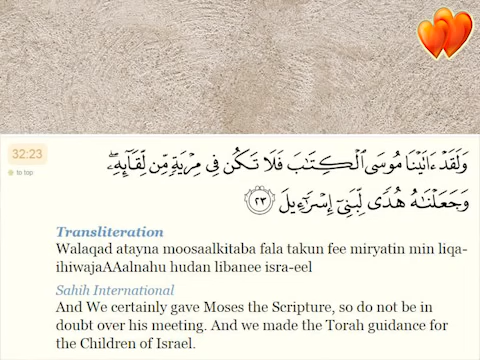 32:23
to top
وَلَقَدْ ءَاتَيْنَا مُوسَى ٱلْكِتَـٰبَ فَلَا تَكُن فِى مِرْيَةٍ مِّن لِّقَآئِهِۦ ۖ
وَجَعَلْنَـٰهُ هُدًى لِّبَنِىٓ إِسْرَٰٓءِيلَ ٢٣
Transliteration
Walaqad atayna moosaalkitaba fala takun fee miryatin min liqa-
ihiwajaAAalnahu hudan libanee isra-eel
Sahih International
And We certainly gave Moses the Scripture, so do not be in
doubt over his meeting. And we made the Torah guidance for
the Children of Israel.